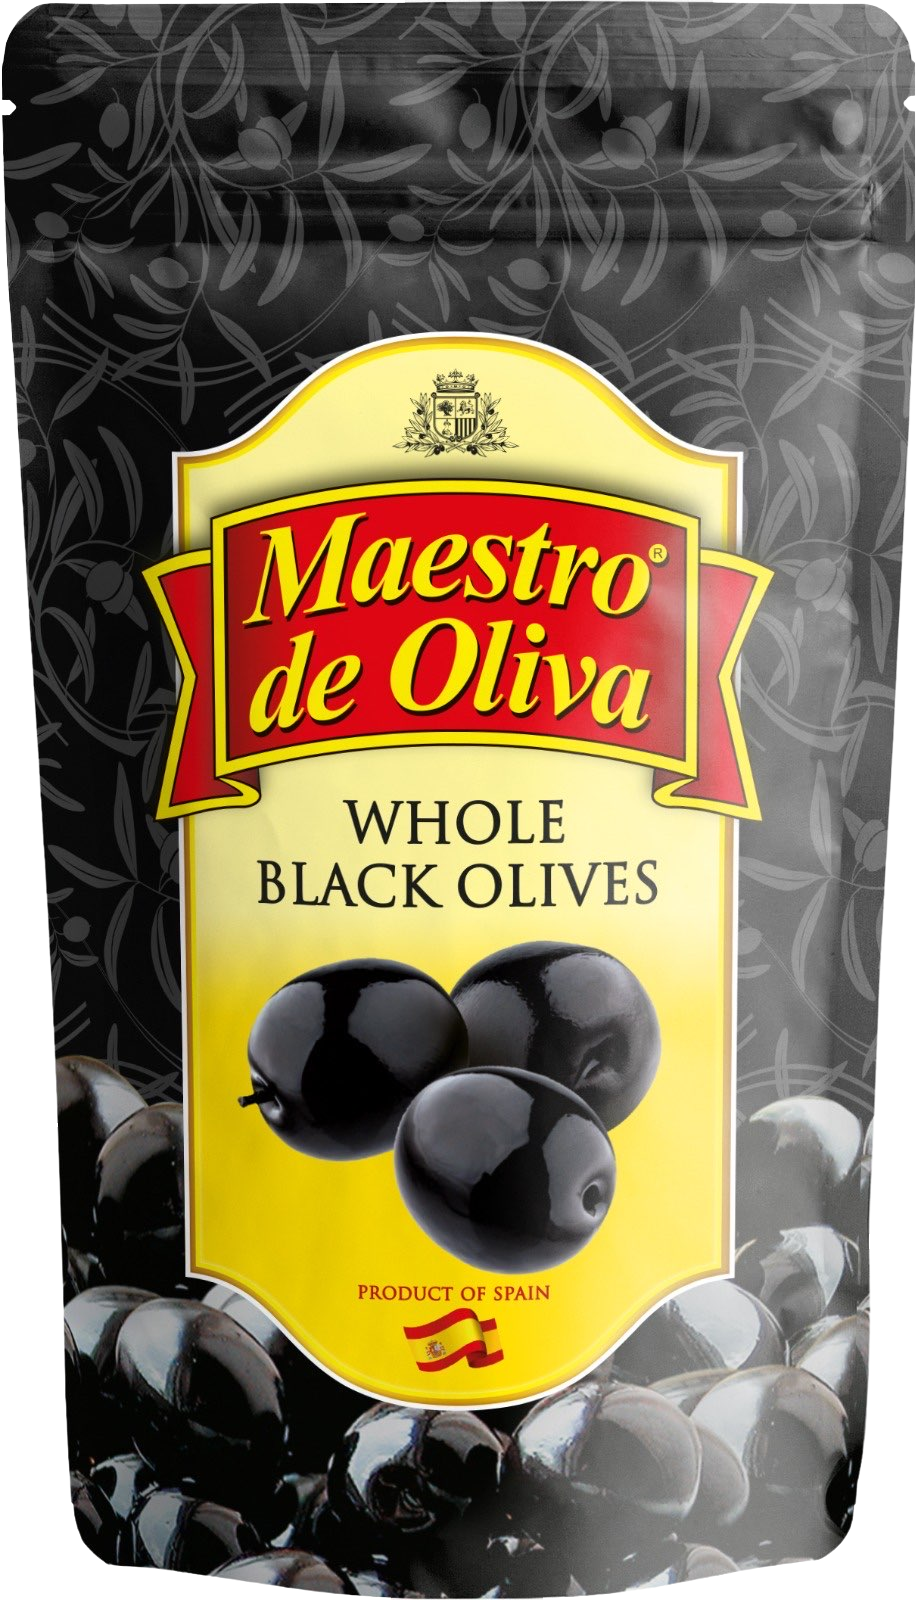 Maestro®
de Oliva
WHOLE
BLACK OLIVES
PRODUCT OF SPAIN